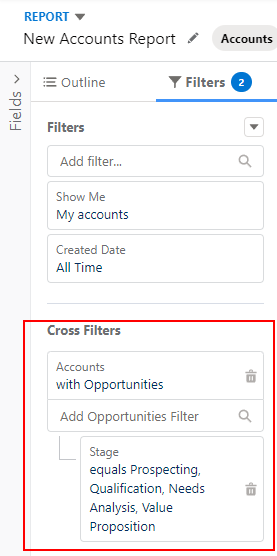 REPORT
New Accounts Report
Accounts
Fields
Outline
Filters 2
Filters
Add filter...
Show Me
My accounts
Created Date
All Time
Cross Filters
Accounts
with Opportunities
Add Opportunities Filter
Stage
equals Prospecting,
Qualification, Needs
Analysis, Value
Proposition